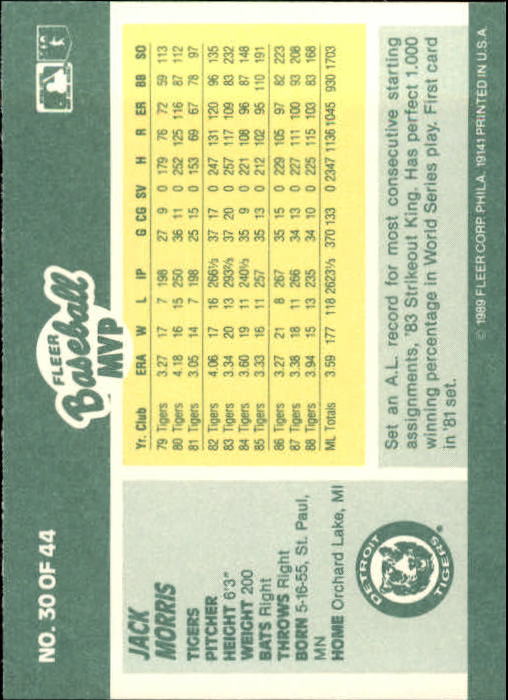 NO. 30 OF 44
FLEER
Baseball
MVP
JACK
MORRIS
TIGERS
PITCHER
HEIGHT 6'3"
WEIGHT 200
BATS Right
THROWS Right
BORN 5-16-55, St. Paul,
MN
HOME Orchard Lake, MI
DETROIT
TIGERS
®
Yr. Club ERA W L IP G CG SV H R ER BB SO
79 Tigers 3.27 17 7 198 27 9 0 179 76 72 59 113
80 Tigers 4.18 16 15 250 36 11 0 252 125 116 87 112
81 Tigers 3.05 14 7 198 25 15 0 153 69 67 78 97
82 Tigers 4.06 17 16 266⅓ 37 17 0 247 131 120 96 135
83 Tigers 3.34 20 13 293⅔ 37 20 0 257 117 109 83 232
84 Tigers 3.60 19 11 240⅓ 35 9 0 221 108 96 87 148
85 Tigers 3.33 16 11 257 35 13 0 212 102 95 110 191
86 Tigers 3.27 21 8 267 35 15 0 229 105 97 82 223
87 Tigers 3.38 18 11 266 34 13 0 227 111 100 93 208
88 Tigers 3.94 15 13 235 34 10 0 225 115 103 83 168
ML Totals 3.59 177 118 2623⅓ 370 133 0 2347 1136 1045 930 1703
Set an A.L. record for most consecutive starting
assignments, '83 Strikeout King. Has perfect 1.000
winning percentage in World Series play. First card
in '81 set.
© 1989 FLEER CORP. PHILA. 19141 PRINTED IN U.S.A.